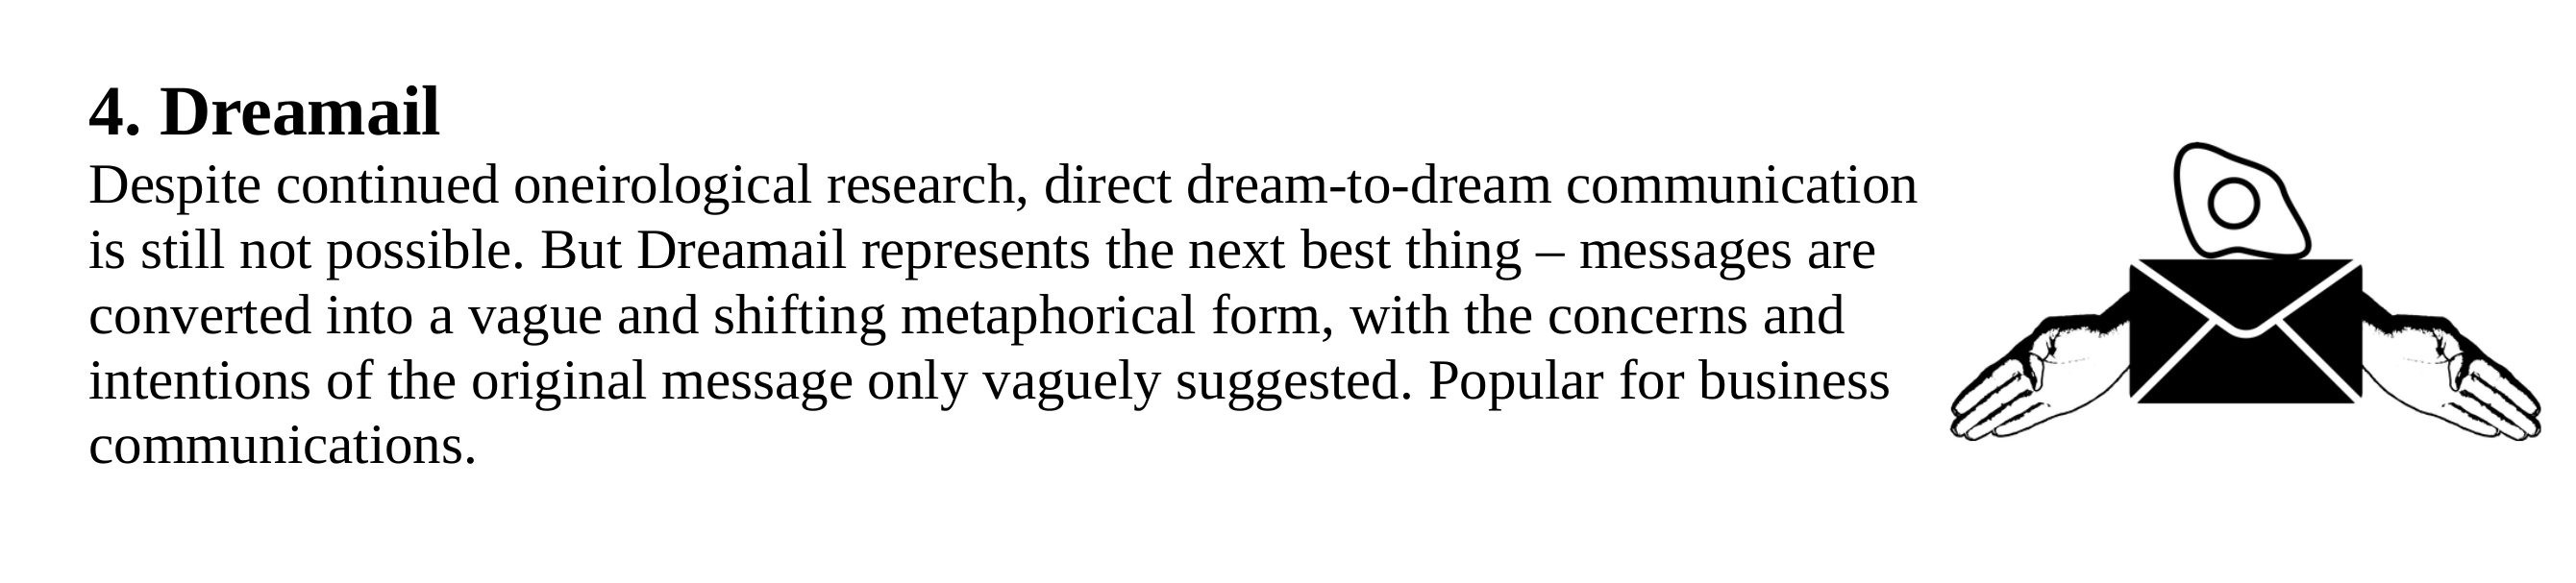 4. Dreamail
Despite continued oneirological research, direct dream-to-dream communication
is still not possible. But Dreamail represents the next best thing – messages are
converted into a vague and shifting metaphorical form, with the concerns and
intentions of the original message only vaguely suggested. Popular for business
communications.